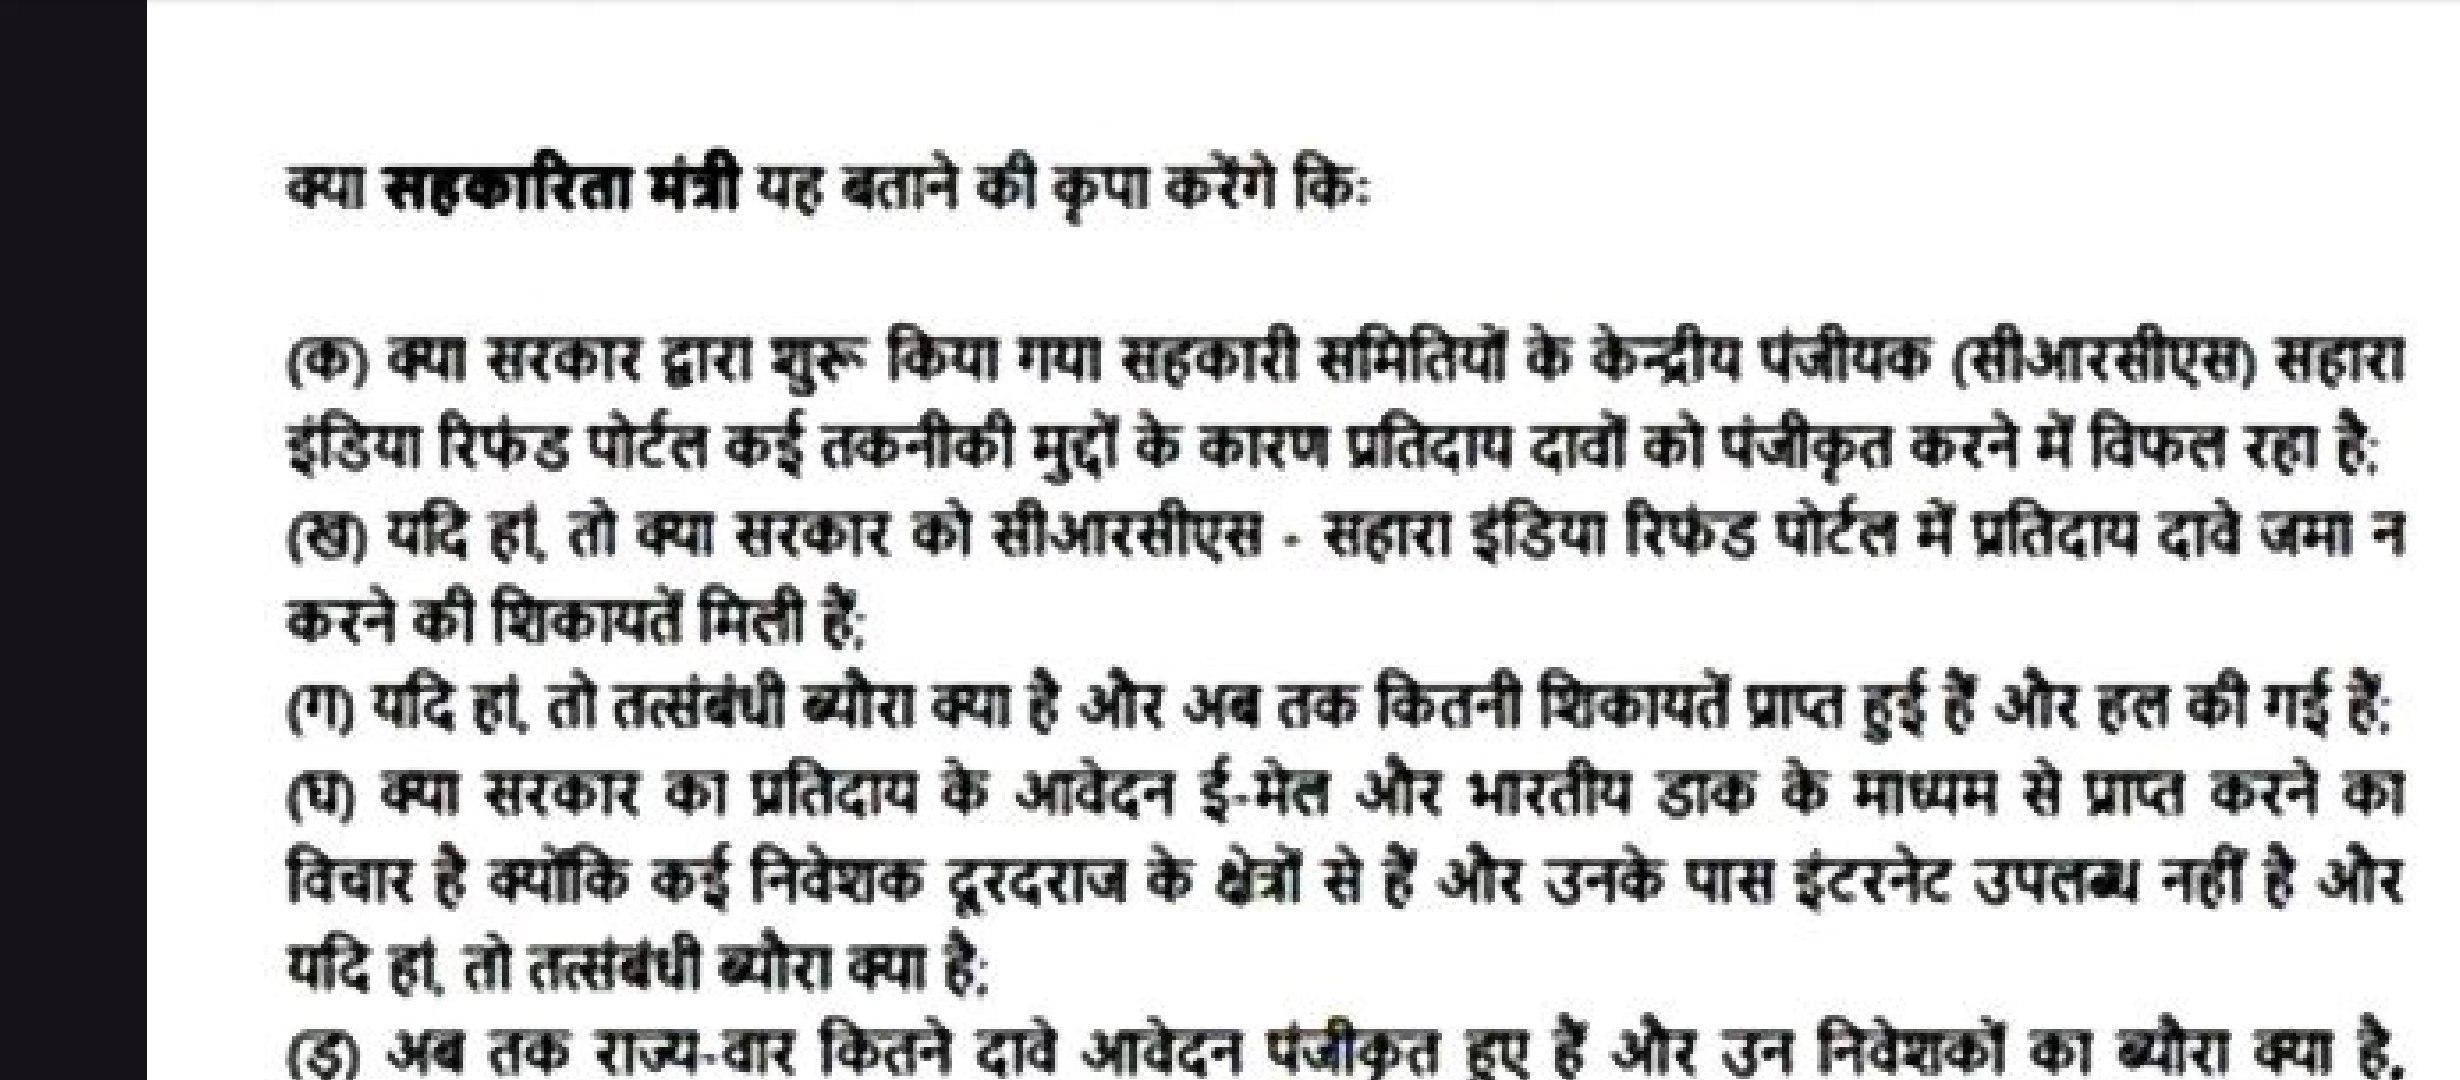 क्या सहकारिता मंत्री यह बताने की कृपा करेंगे कि:
(क) क्या सरकार द्वारा शुरू किया गया सहकारी समितियों के केन्द्रीय पंजीयक (सीआरसीएस) सहारा
इंडिया रिफंड पोर्टल कई तकनीकी मुद्दों के कारण प्रतिदाय दावों को पंजीकृत करने में विफल रहा है;
(ख) यदि हां, तो क्या सरकार को सीआरसीएस - सहारा इंडिया रिफंड पोर्टल में प्रतिदाय दावे जमा न
करने की शिकायतें मिली हैं;
(ग) यदि हां, तो तत्संबंधी ब्यौरा क्या है और अब तक कितनी शिकायतें प्राप्त हुई हैं और हल की गई हैं;
(घ) क्या सरकार का प्रतिदाय के आवेदन ई-मेल और भारतीय डाक के माध्यम से प्राप्त करने का
विचार है क्योंकि कई निवेशक दूरदराज के क्षेत्रों से हैं और उनके पास इंटरनेट उपलब्ध नहीं है और
यदि हां, तो तत्संबंधी ब्यौरा क्या है;
(ड) अब तक राज्य-वार कितने दावे आवेदन पंजीकृत हुए हैं और उन निवेशकों का ब्यौरा क्या है,